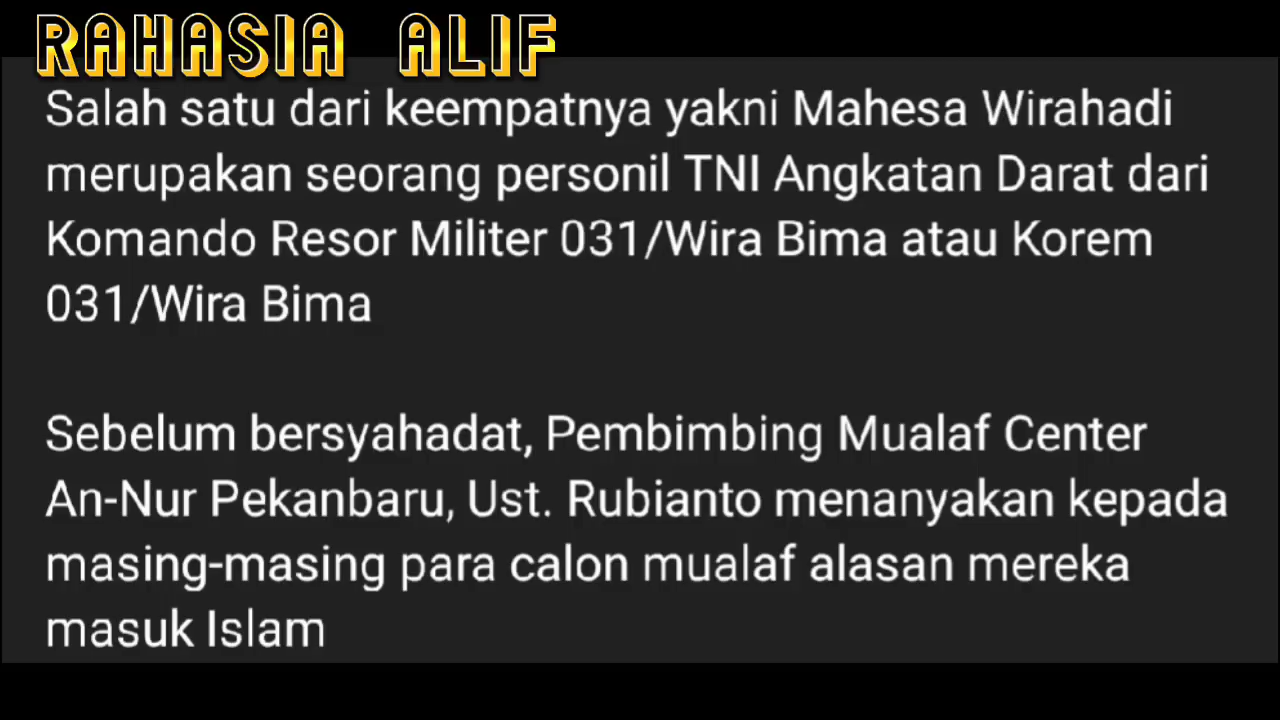 RAHASIA ALIF
Salah satu dari keempatnya yakni Mahesa Wirahadi
merupakan seorang personil TNI Angkatan Darat dari
Komando Resor Militer 031/Wira Bima atau Korem
031/Wira Bima
Sebelum bersyahadat, Pembimbing Mualaf Center
An-Nur Pekanbaru, Ust. Rubianto menanyakan kepada
masing-masing para calon mualaf alasan mereka
masuk Islam